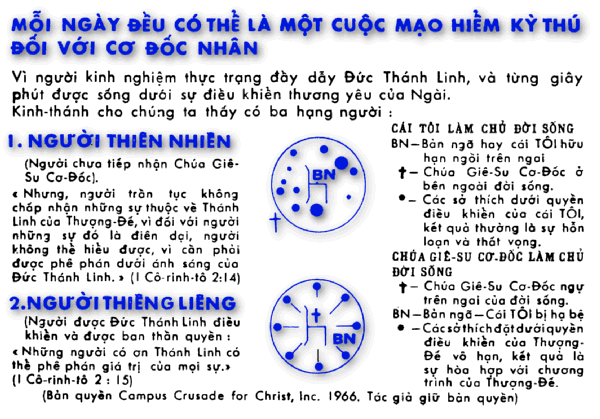 MỖI NGÀY ĐỀU CÓ THỂ LÀ MỘT CUỘC MẠO HIỂM KỲ THÚ
ĐỐI VỚI CƠ ĐỐC NHÂN
Vì người kinh nghiệm thực trạng đầy dẫy Đức Thánh Linh, và từng giây
phút được sống dưới sự điều khiển thương yêu của Ngài.
Kinh-thánh cho chúng ta thấy có ba hạng người :
1. NGƯỜI THIÊN NHIÊN
(Người chưa tiếp nhận Chúa Giê-
Su Cơ-Đốc).
« Nhưng, người trần tục không
chấp nhận những sự thuộc về Thánh
Linh của Thượng-Đế, vì đối với người
những sự đó là điên dại, người
không thể hiểu được, vì cần phải
được phê phán dưới ánh sáng của
Đức Thánh Linh. » (I Cô-rinh-tô 2:14)
BN
CÁI TÔI LÀM CHỦ ĐỜI SỐNG
BN–Bản ngã hay cái TÔI hữu
hạn ngồi trên ngai
†– Chúa Giê-Su Cơ-Đốc ở
bên ngoài đời sống.
•– Các sở thích dưới quyền
điều khiển của cái TÔI,
kết quả thường là sự hỗn
loạn và thất vọng.
2.NGƯỜI THIÊNG LIÊNG
(Người được Đức Thánh Linh điều
khiển và được ban thần quyền :
« Những người có ơn Thánh Linh có
thể phê phán giá trị của mọi sự.»
(I Cô-rinh-tô 2 : 15)
BN
CHÚA GIÊ-SU CƠ-ĐỐC LÀM CHỦ
ĐỜI SỐNG
†– Chúa Giê-Su Cơ-Đốc ngự
trên ngai của đời sống.
BN–Bản ngã–Cái TÔI bị hạ bệ
• –Các sở thích đặt dưới quyền
điều khiển của Thượng-
Đế vô hạn, kết quả là
sự hòa hợp với chương
trình của Thượng-Đế.
(Bản quyền Campus Crusade for Christ, Inc. 1966. Tác giả giữ bản quyền)